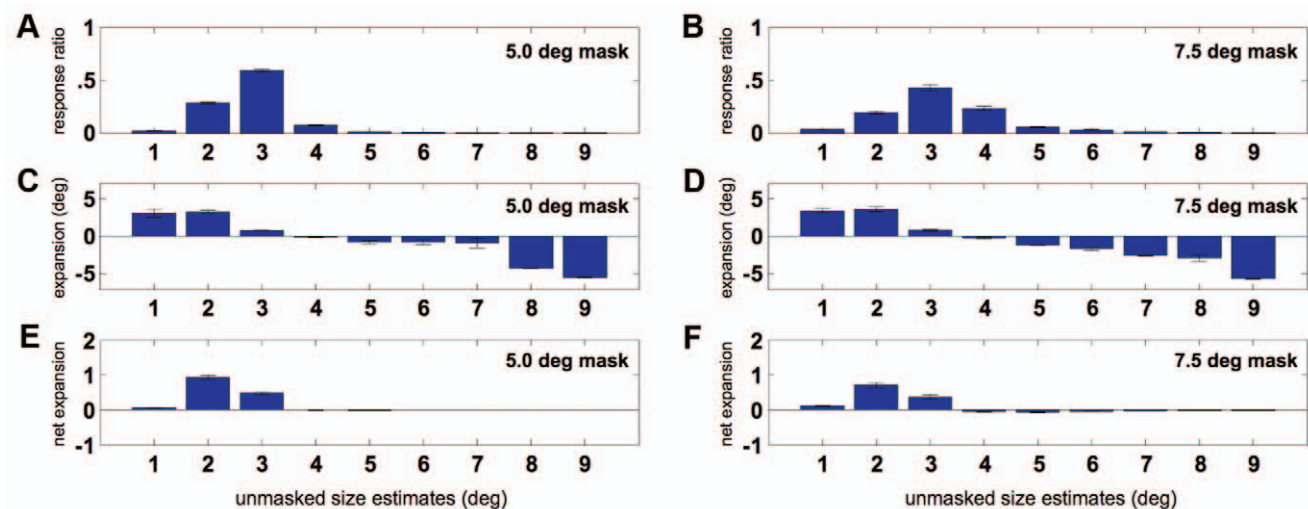 A
response ratio
1
.5
0
5.0 deg mask
1 2 3 4 5 6 7 8 9
B
response ratio
1
.5
0
7.5 deg mask
1 2 3 4 5 6 7 8 9
C
expansion (deg)
5
0
-5
5.0 deg mask
1 2 3 4 5 6 7 8 9
D
expansion (deg)
5
0
-5
7.5 deg mask
1 2 3 4 5 6 7 8 9
E
net expansion
2
1
0
-1
5.0 deg mask
1 2 3 4 5 6 7 8 9
unmasked size estimates (deg)
F
net expansion
2
1
0
-1
7.5 deg mask
1 2 3 4 5 6 7 8 9
unmasked size estimates (deg)